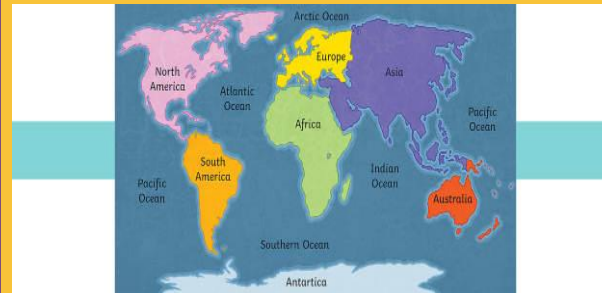 Arctic Ocean
Europe
North
America
Asia
Atlantic
Ocean
Pacific
Ocean
Africa
South
America
Indian
Ocean
Pacific
Ocean
Australia
Southern Ocean
Antartica